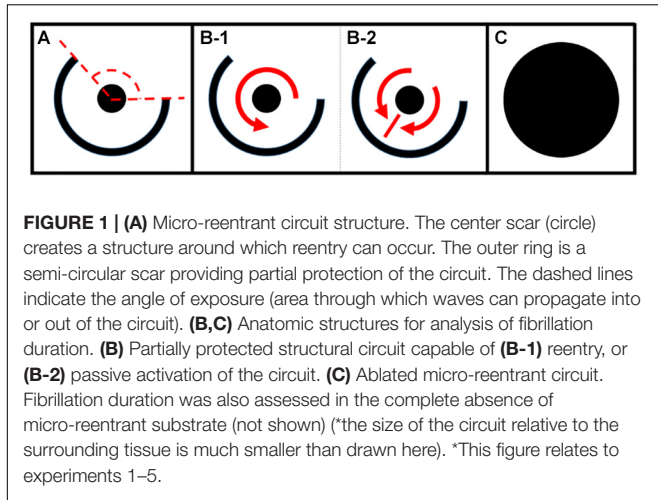 A
B-1
B-2
C
FIGURE 1 | (A) Micro-reentrant circuit structure. The center scar (circle)
creates a structure around which reentry can occur. The outer ring is a
semi-circular scar providing partial protection of the circuit. The dashed lines
indicate the angle of exposure (area through which waves can propagate into
or out of the circuit). (B,C) Anatomic structures for analysis of fibrillation
duration. (B) Partially protected structural circuit capable of (B-1) reentry, or
(B-2) passive activation of the circuit. (C) Ablated micro-reentrant circuit.
Fibrillation duration was also assessed in the complete absence of
micro-reentrant substrate (not shown) (*the size of the circuit relative to the
surrounding tissue is much smaller than drawn here). *This figure relates to
experiments 1–5.